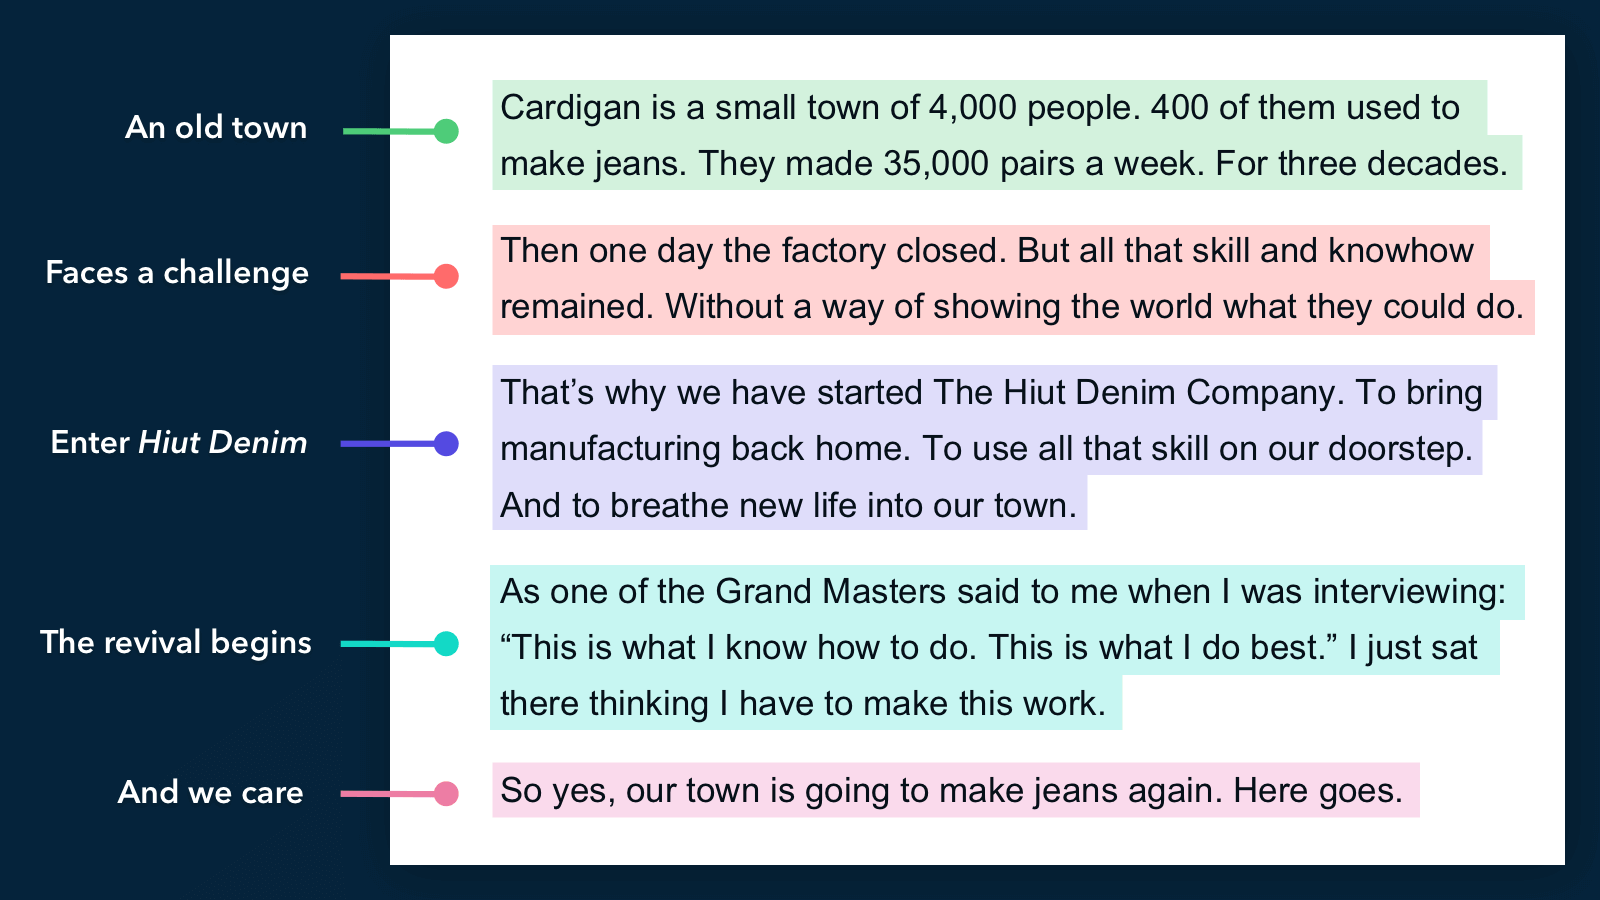 An old town
Cardigan is a small town of 4,000 people. 400 of them used to
make jeans. They made 35,000 pairs a week. For three decades.
Faces a challenge
Then one day the factory closed. But all that skill and knowhow
remained. Without a way of showing the world what they could do.
Enter Hiut Denim
That’s why we have started The Hiut Denim Company. To bring
manufacturing back home. To use all that skill on our doorstep.
And to breathe new life into our town.
The revival begins
As one of the Grand Masters said to me when I was interviewing:
“This is what I know how to do. This is what I do best.” I just sat
there thinking I have to make this work.
And we care
So yes, our town is going to make jeans again. Here goes.